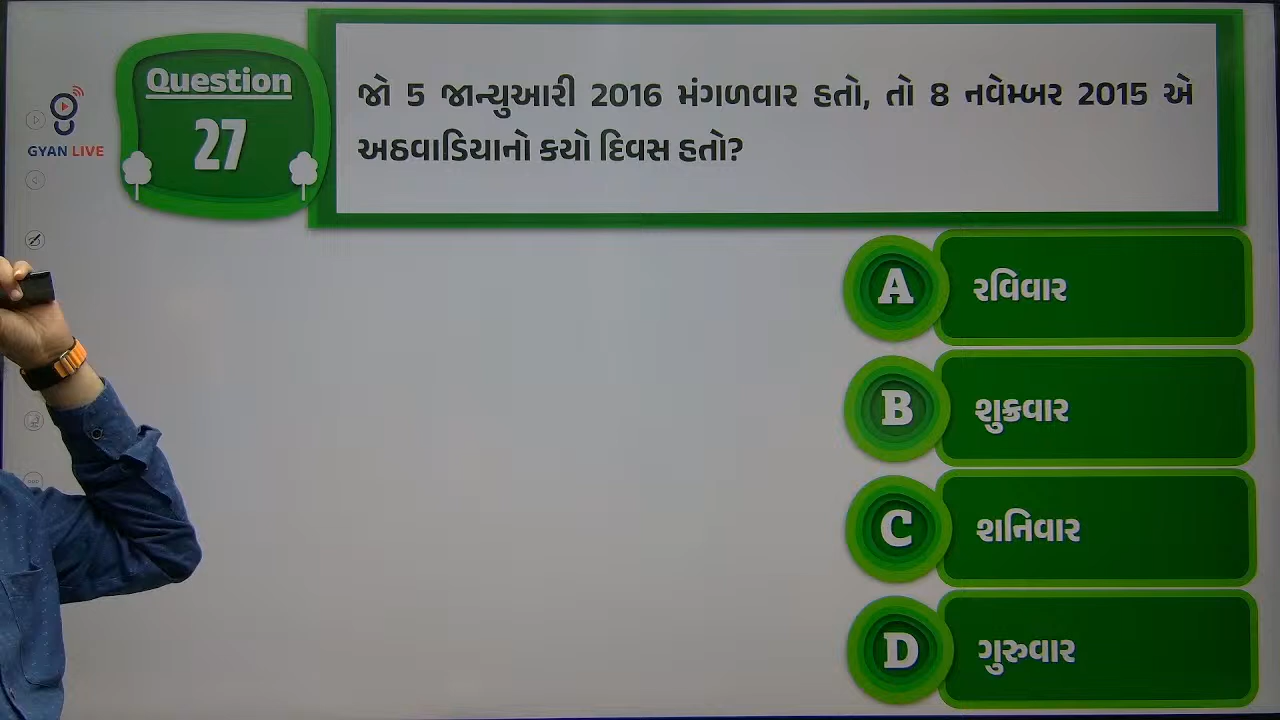 Question
27
જો 5 જાન્યુઆરી 2016 મંગળવાર હતો, તો 8 નવેમ્બર 2015 એ
અઠવાડિયાનો કયો દિવસ હતો?
GYAN LIVE
A રવિવાર
B શુક્રવાર
C શનિવાર
D ગુરુવાર